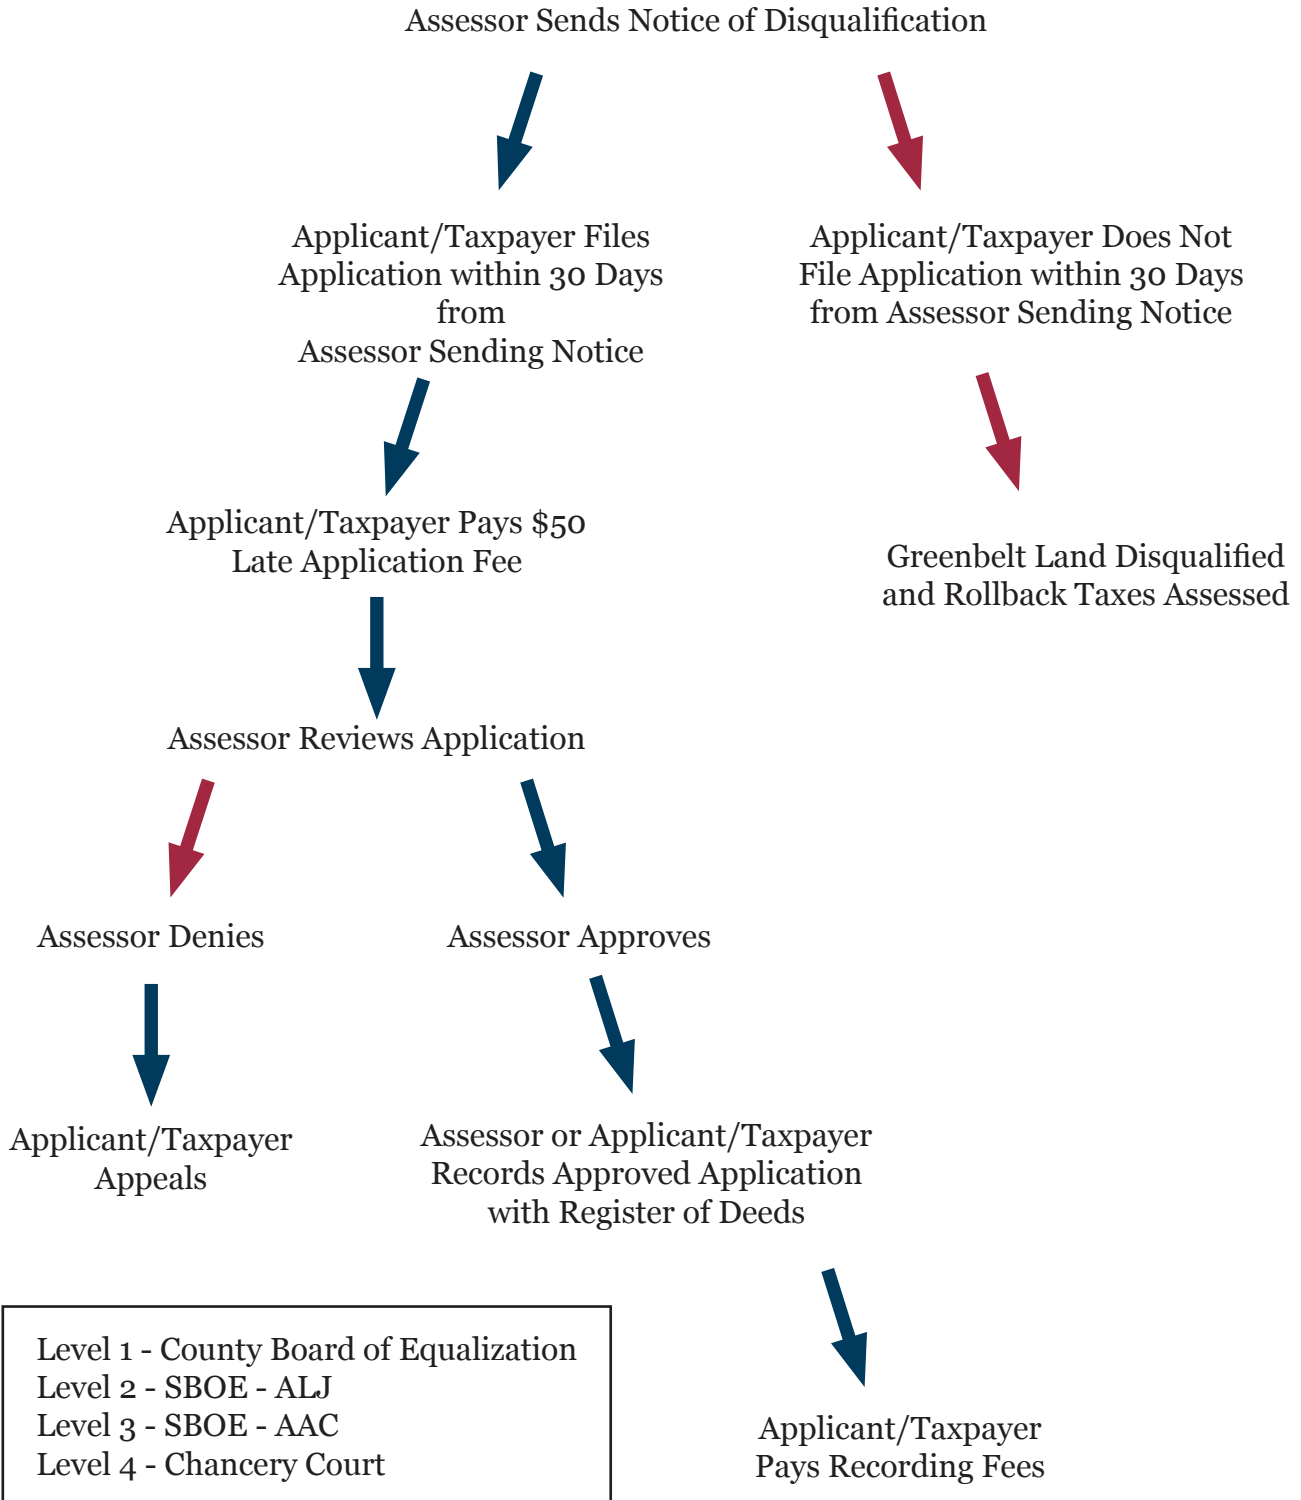 Assessor Sends Notice of Disqualification
Applicant/Taxpayer Files
Application within 30 Days
from
Assessor Sending Notice
Applicant/Taxpayer Does Not
File Application within 30 Days
from Assessor Sending Notice
Applicant/Taxpayer Pays $50
Late Application Fee
Greenbelt Land Disqualified
and Rollback Taxes Assessed
Assessor Reviews Application
Assessor Denies
Assessor Approves
Applicant/Taxpayer
Appeals
Assessor or Applicant/Taxpayer
Records Approved Application
with Register of Deeds
Level 1 - County Board of Equalization
Level 2 - SBOE - ALJ
Level 3 - SBOE - AAC
Level 4 - Chancery Court
Applicant/Taxpayer
Pays Recording Fees